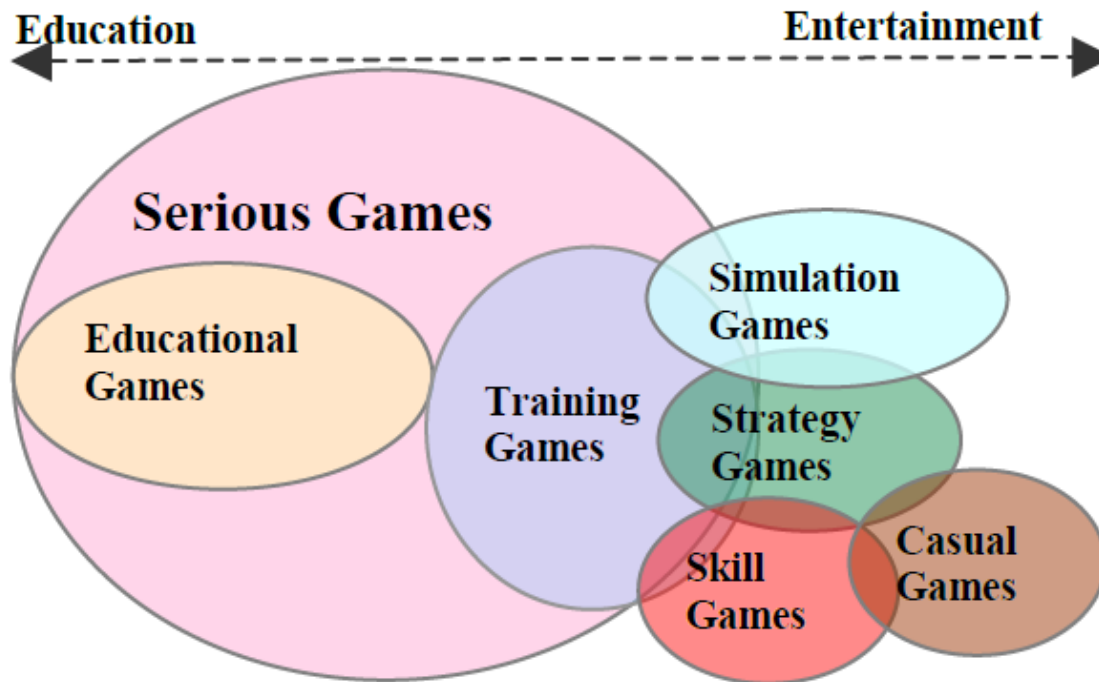 Education
Entertainment
Serious Games
Educational
Games
Training
Games
Simulation
Games
Strategy
Games
Skill
Games
Casual
Games